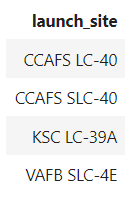 launch_site
CCAFS LC-40
CCAFS SLC-40
KSC LC-39A
VAFB SLC-4E